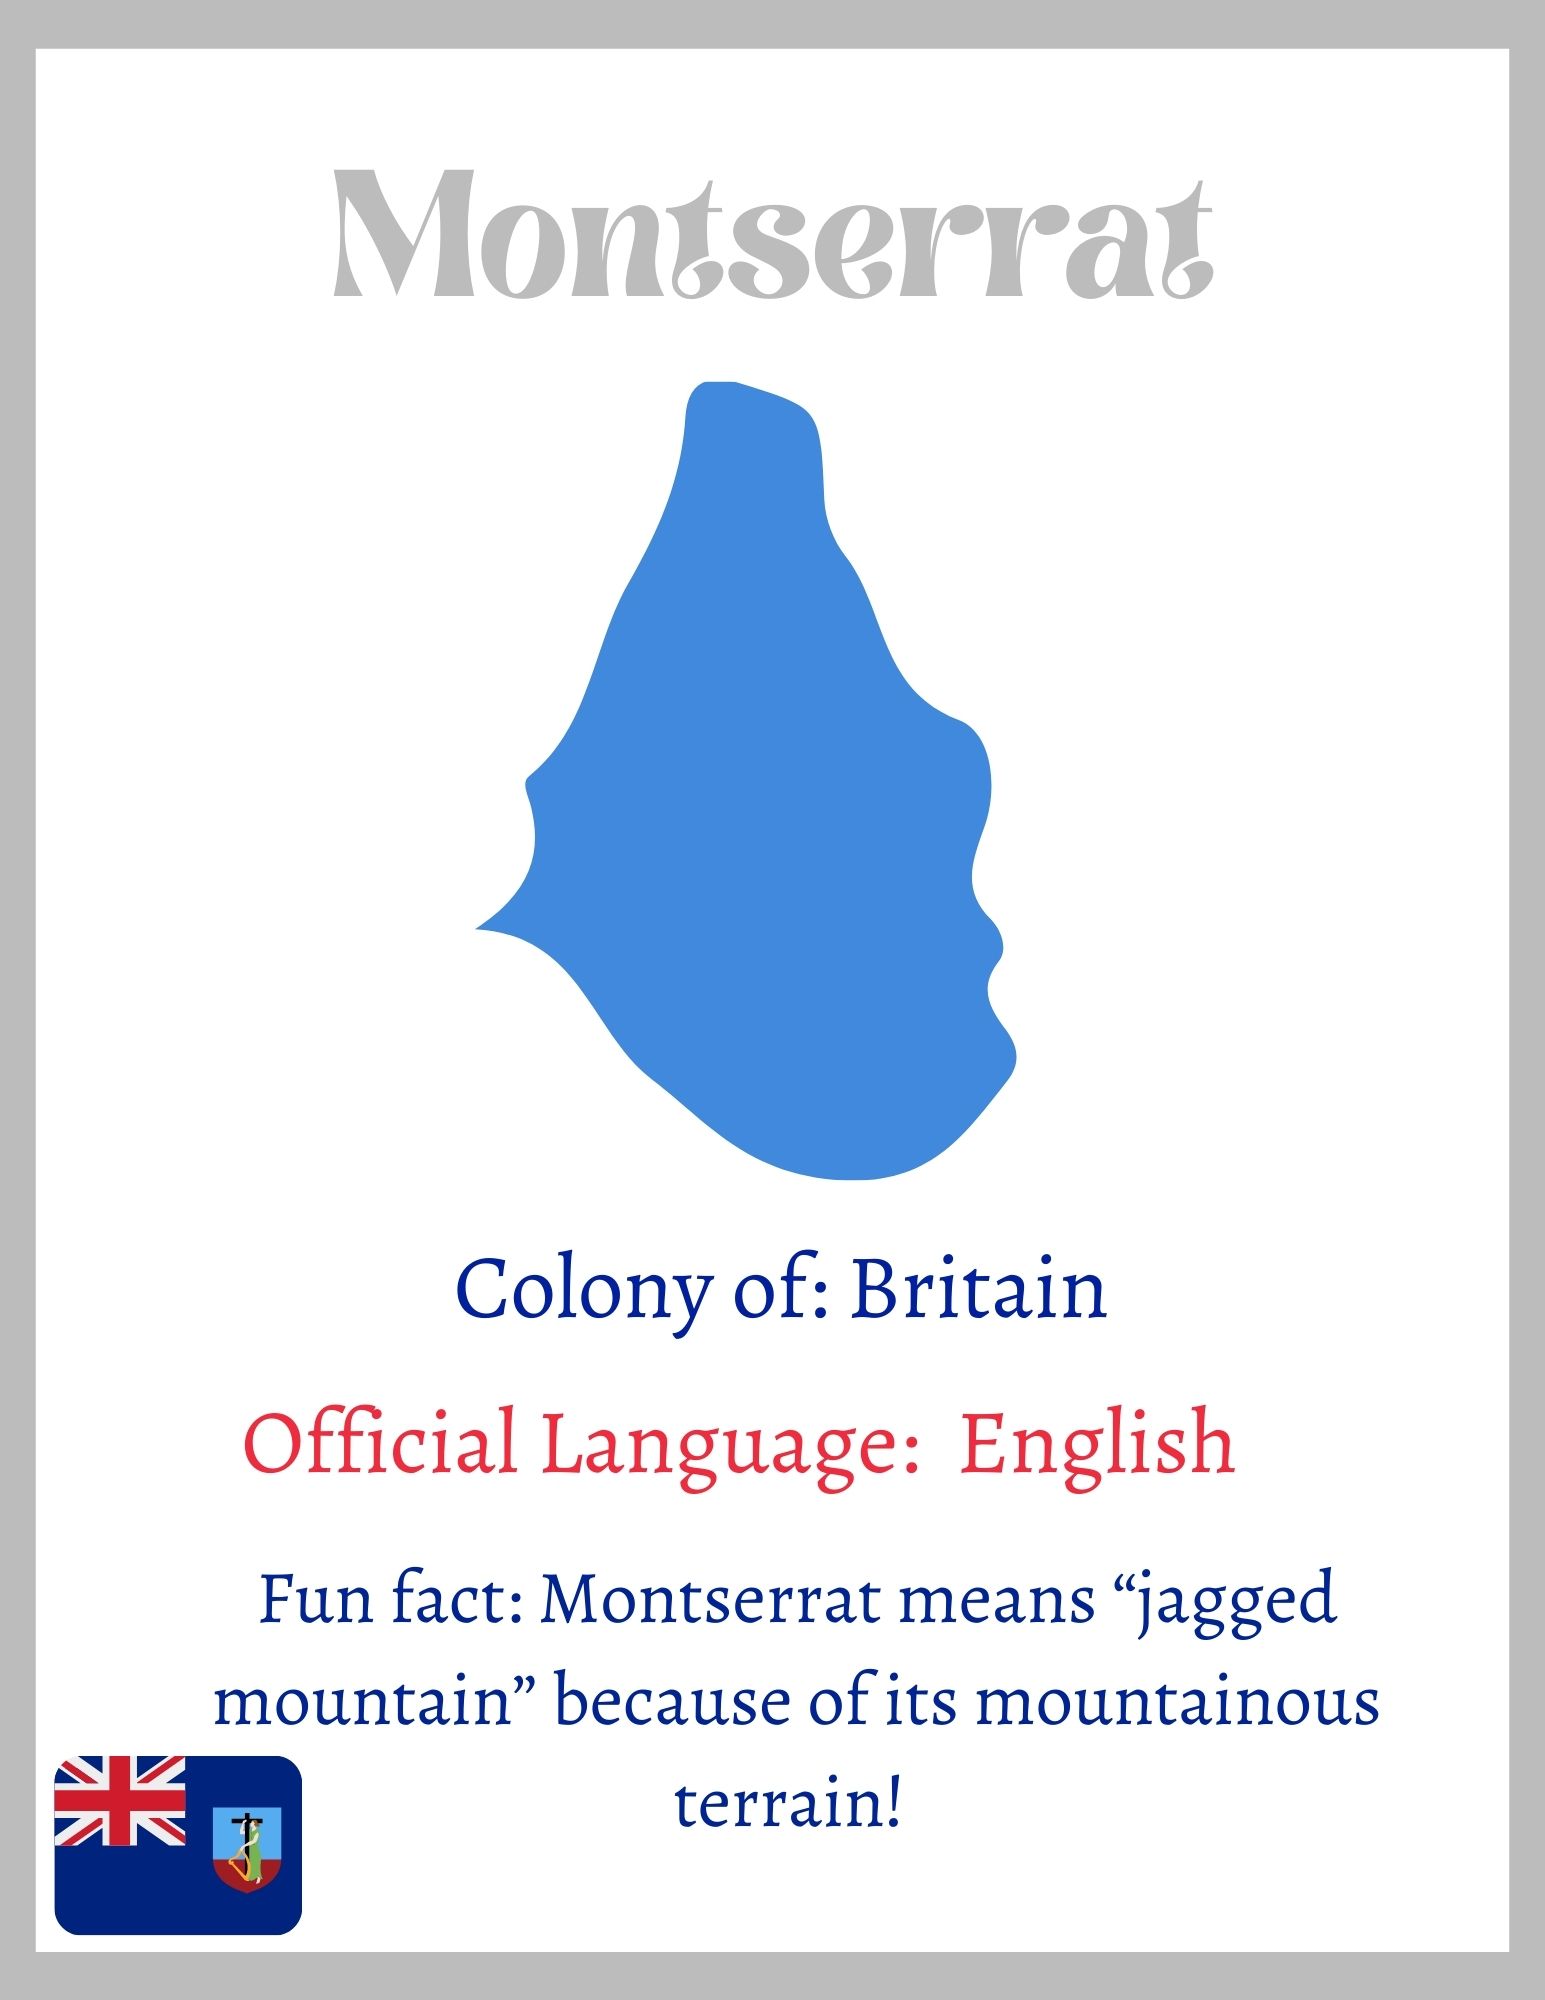 Montserrat
Colony of: Britain
Official Language:  English
Fun fact: Montserrat means “jagged
mountain” because of its mountainous
terrain!